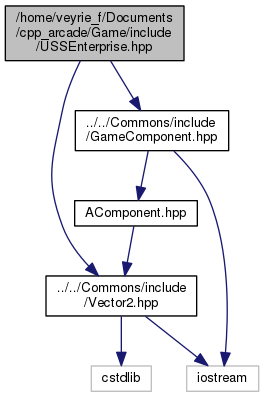 /home/veyrie_f/Documents
/cpp_arcade/Game/include
/USSEnterprise.hpp
../../Commons/include
/GameComponent.hpp
AComponent.hpp
../../Commons/include
/Vector2.hpp
cstdlib
iostream